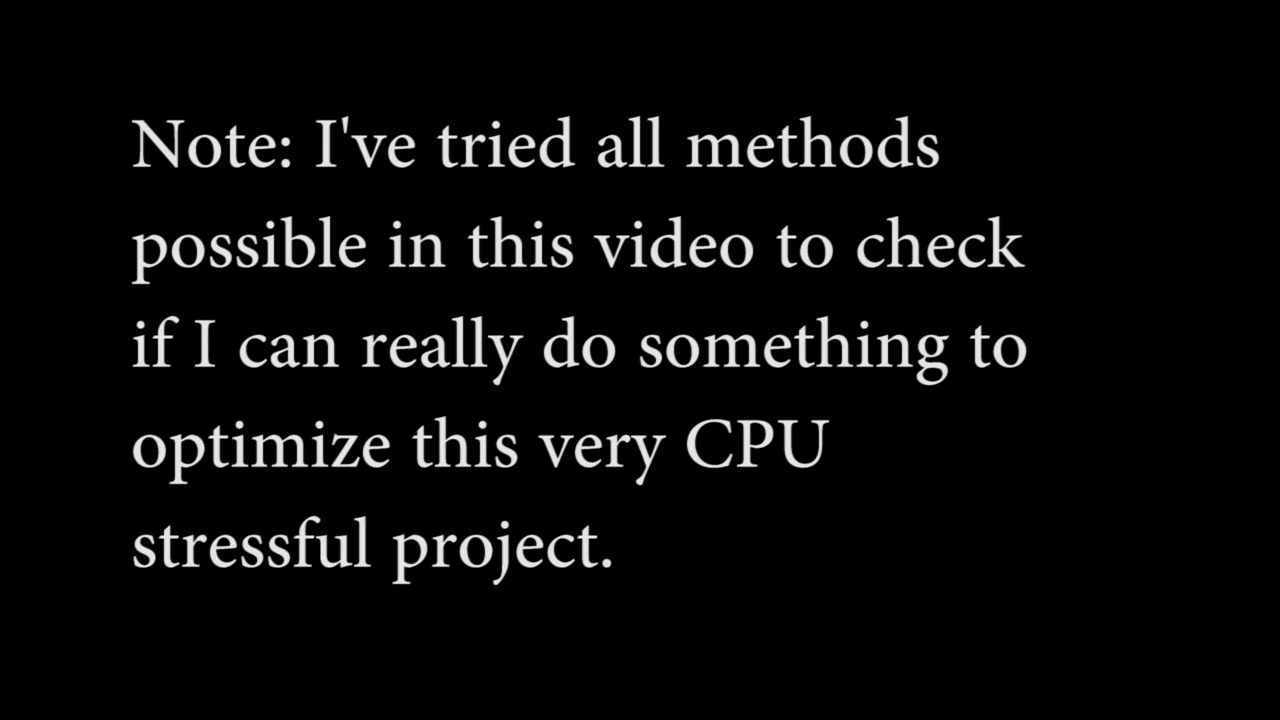 Note: I've tried all methods
possible in this video to check
if I can really do something to
optimize this very CPU
stressful project.